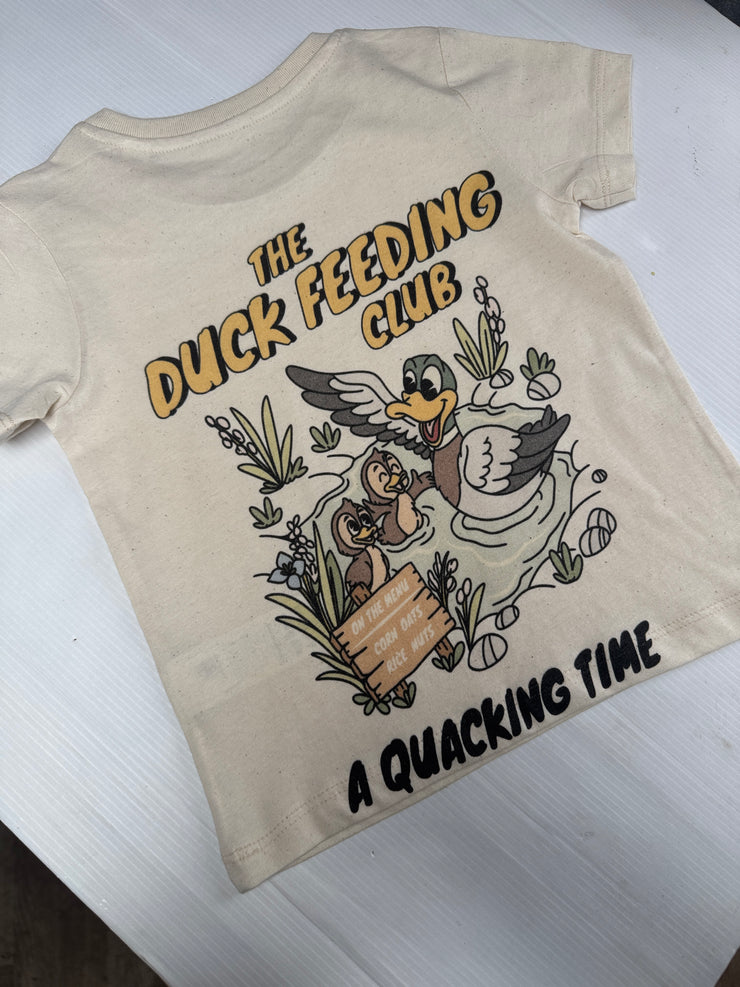 THE
DUCK FEEDING
CLUB
ON THE MENU
CORN OATS
RICE NUTS
A QUACKING TIME